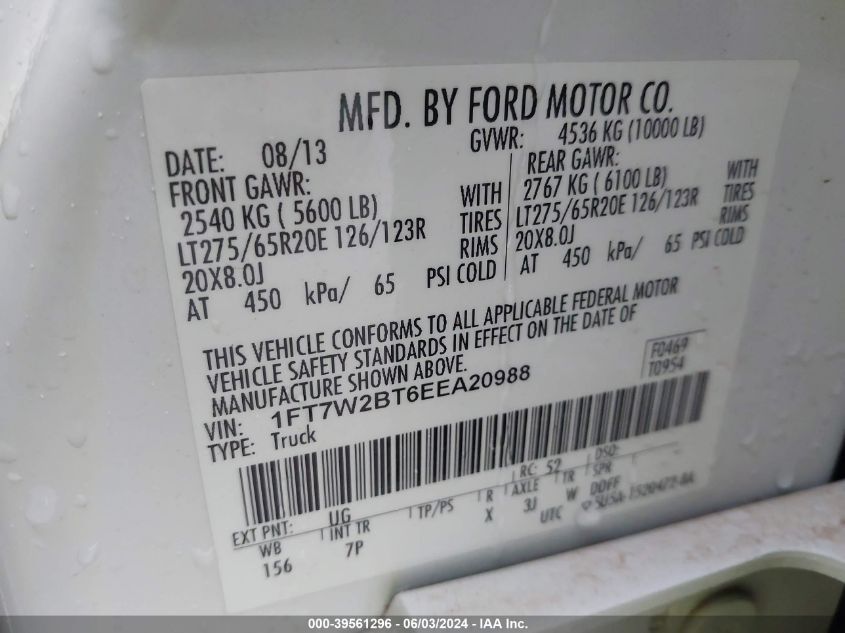 MFD. BY FORD MOTOR CO.
DATE: 08/13 GVWR: 4536 KG (10000 LB)
FRONT GAWR:
2540 KG ( 5600 LB) WITH
LT275/65R20E 126/123R TIRES
20X8.0J RIMS
AT 450 kPa/ 65 PSI COLD
REAR GAWR:
2767 KG ( 6100 LB) WITH
LT275/65R20E 126/123R TIRES
20X8.0J RIMS
AT 450 kPa/ 65 PSI COLD
THIS VEHICLE CONFORMS TO ALL APPLICABLE FEDERAL MOTOR
VEHICLE SAFETY STANDARDS IN EFFECT ON THE DATE OF
MANUFACTURE SHOWN ABOVE.
F0469
T0954
VIN: 1FT7W2BT6EEA20988
TYPE: Truck
RC: 52 DSO:
EXT PNT: UG
WB INT TR TP/PS R AXLE TR SPR
156 7P X 3J W DDFF
UTC
000-39561296 - 06/03/2024 - IAA Inc.